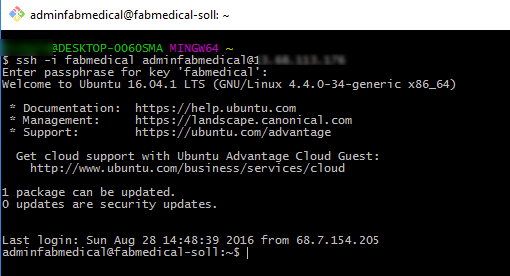 adminfabmedical@fabmedical-soll: ~
@DESKTOP-006OSMA MINGW64 ~
$ ssh -i fabmedical adminfabmedical@1
Enter passphrase for key 'fabmedical':
Welcome to Ubuntu 16.04.1 LTS (GNU/Linux 4.4.0-34-generic x86_64)
* Documentation: https://help.ubuntu.com
* Management: https://landscape.canonical.com
* Support: https://ubuntu.com/advantage
Get cloud support with Ubuntu Advantage Cloud Guest:
http://www.ubuntu.com/business/services/cloud
1 package can be updated.
0 updates are security updates.
Last login: Sun Aug 28 14:48:39 2016 from 68.7.154.205
adminfabmedical@fabmedical-soll:~$